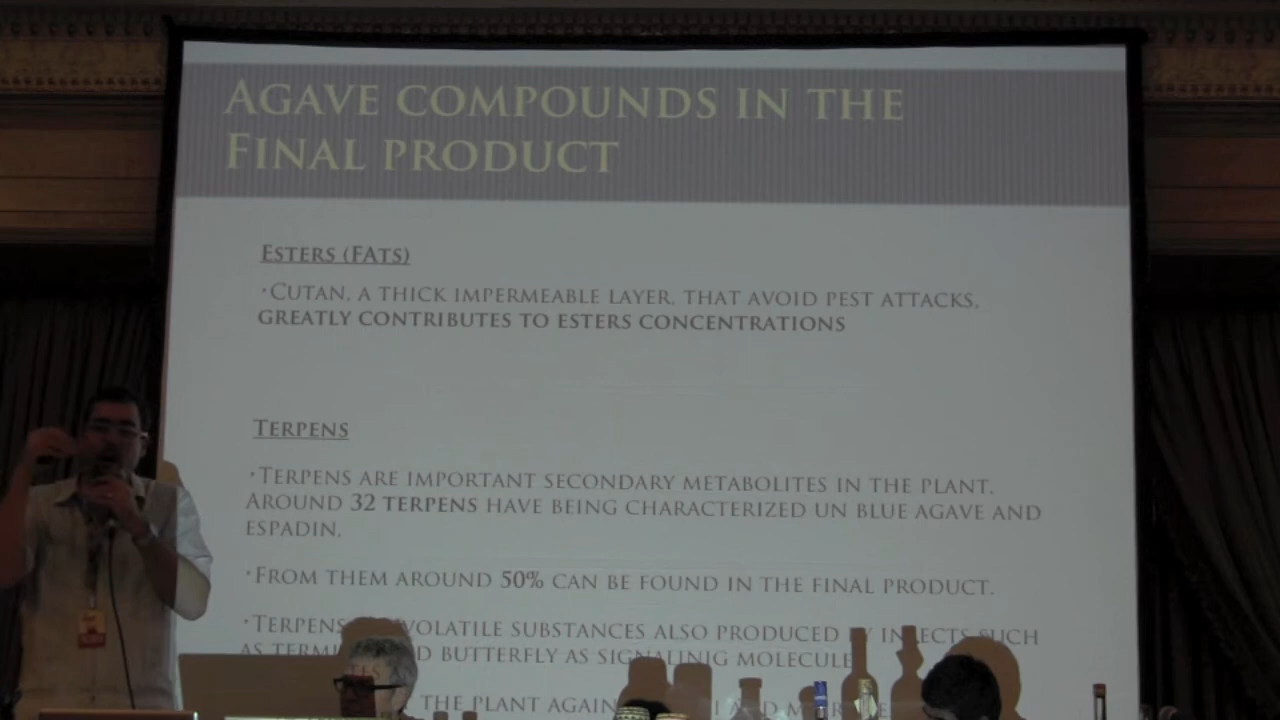 AGAVE COMPOUNDS IN THE
FINAL PRODUCT
ESTERS (FATS)
•CUTAN, A THICK IMPERMEABLE LAYER, THAT AVOID PEST ATTACKS,
GREATLY CONTRIBUTES TO ESTERS CONCENTRATIONS
TERPENS
•TERPENS ARE IMPORTANT SECONDARY METABOLITES IN THE PLANT.
AROUND 32 TERPENS HAVE BEING CHARACTERIZED UN BLUE AGAVE AND
ESPADIN.
•FROM THEM AROUND 50% CAN BE FOUND IN THE FINAL PRODUCT.
•TERPENS VOLATILE SUBSTANCES ALSO PRODUCED BY INSECTS SUCH
AS BUTTERFLY AS SIGNALINIG MOLECULE
THE PLANT